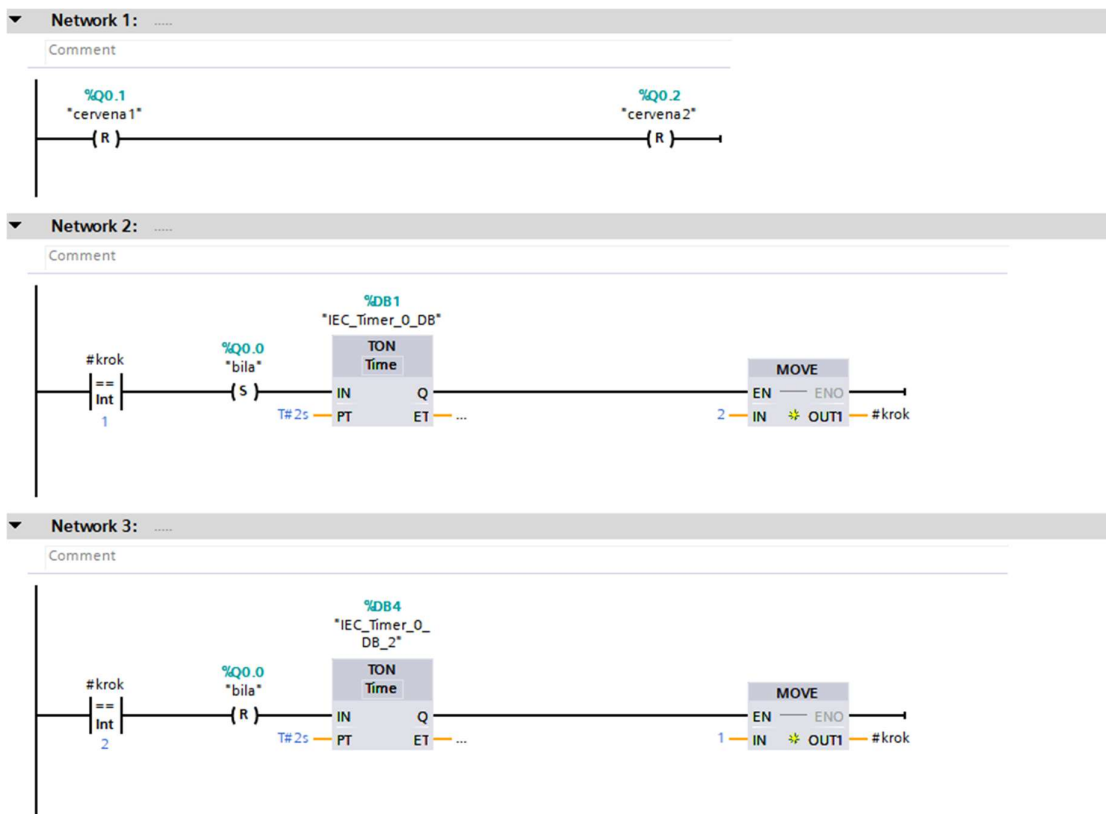 Network 1: .....
Comment
%Q0.1 %Q0.2
"cervena1" "cervena2"
R R
Network 2: .....
Comment
%DB1
"IEC_Timer_0_DB"
TON
Time
#krok
%Q0.0
"bila"
MOVE
==
Int
1
S
IN Q
T#2s PT ET ...
EN ENO
2 IN OUT1 #krok
Network 3: .....
Comment
%DB4
"IEC_Timer_0_
DB_2"
TON
Time
#krok
%Q0.0
"bila"
MOVE
==
Int
2
R
IN Q
T#2s PT ET ...
EN ENO
1 IN OUT1 #krok